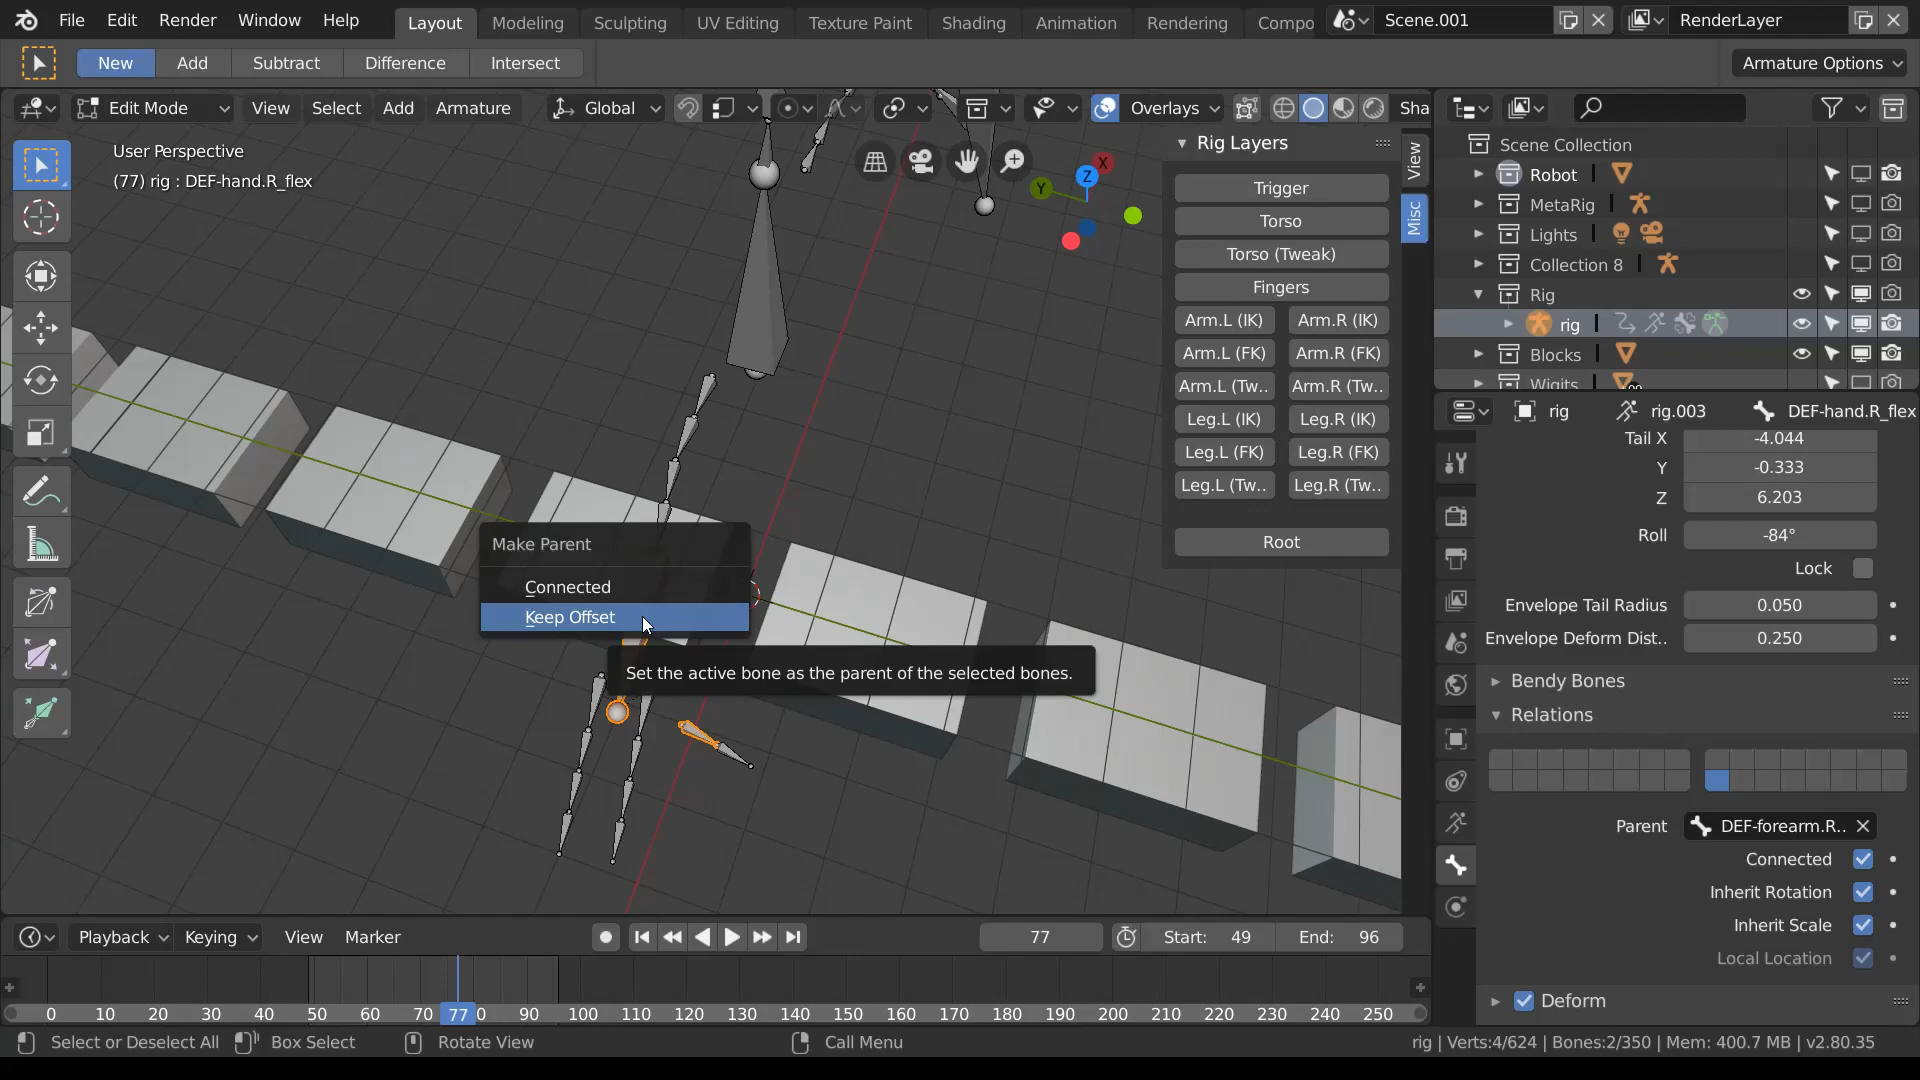 File Edit Render Window Help Layout Modeling Sculpting UV Editing Texture Paint Shading Animation Rendering Compo Scene.001 RenderLayer
New Add Subtract Difference Intersect Armature Options
Edit Mode View Select Add Armature Global Overlays Sha
User Perspective
(77) rig : DEF-hand.R_flex
Z
X
Y
Rig Layers
Trigger
Torso
Torso (Tweak)
Fingers
Arm.L (IK) Arm.R (IK)
Arm.L (FK) Arm.R (FK)
Arm.L (Tw.. Arm.R (Tw..
Leg.L (IK) Leg.R (IK)
Leg.L (FK) Leg.R (FK)
Leg.L (Tw.. Leg.R (Tw..
Root
View
Misc
Make Parent
Connected
Keep Offset
Set the active bone as the parent of the selected bones.
Scene Collection
Robot
MetaRig
Lights
Collection 8
Rig
rig
Blocks
Wigits
rig rig.003 DEF-hand.R_flex
Tail X -4.044
Y -0.333
Z 6.203
Roll -84°
Lock
Envelope Tail Radius 0.050
Envelope Deform Dist.. 0.250
Bendy Bones
Relations
Parent DEF-forearm.R..
Connected
Inherit Rotation
Inherit Scale
Local Location
Deform
Playback Keying View Marker 77 Start: 49 End: 96
0 10 20 30 40 50 60 70 77 0 90 100 110 120 130 140 150 160 170 180 190 200 210 220 230 240 250
Select or Deselect All Box Select Rotate View Call Menu rig | Verts:4/624 | Bones:2/350 | Mem: 400.7 MB | v2.80.35